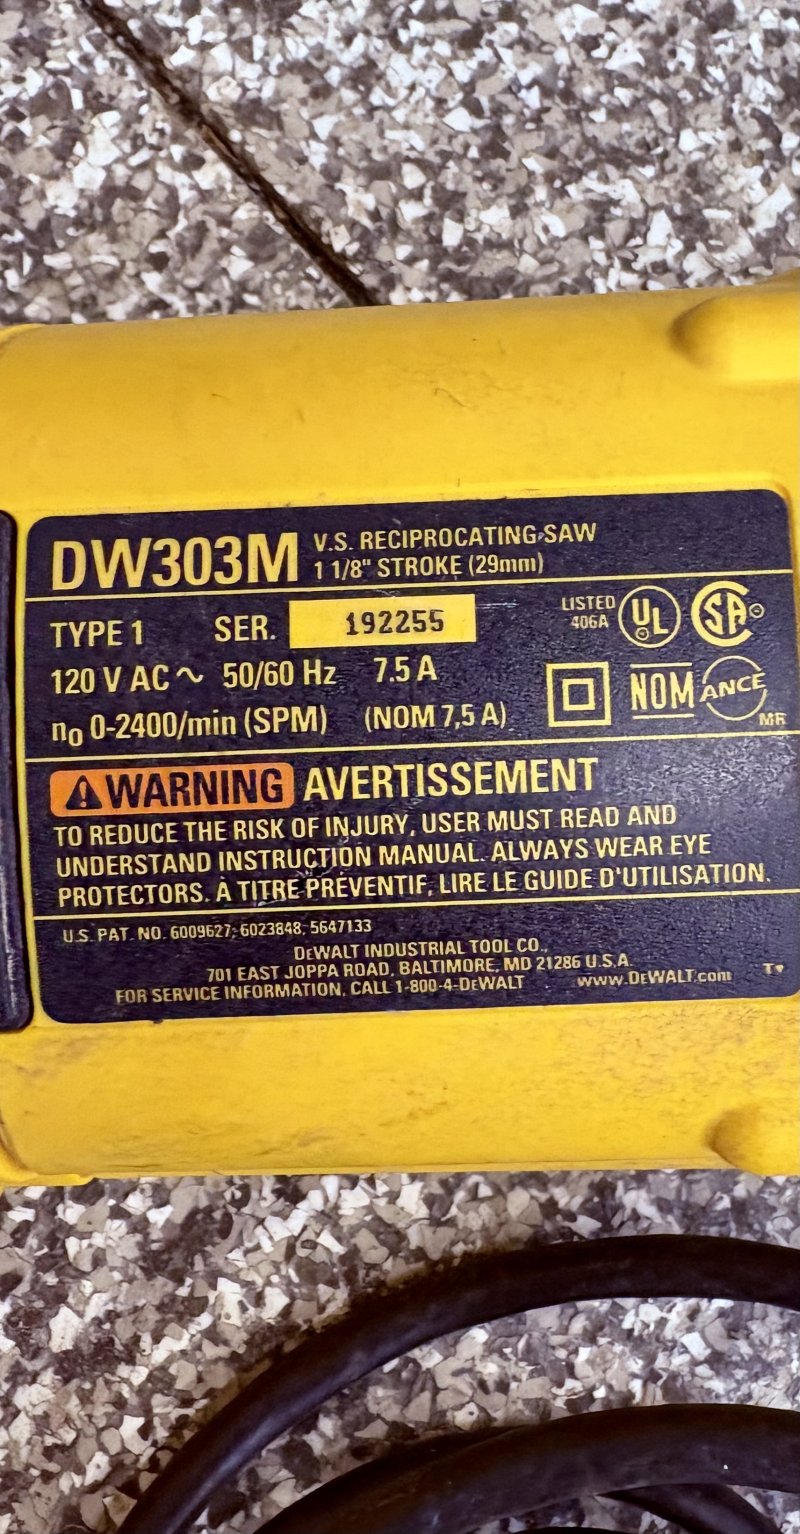 DW303M V.S. RECIPROCATING SAW
1 1/8" STROKE (29mm)
TYPE 1 SER. 192255
LISTED
406A
UL
SA
120 V AC ~ 50/60 Hz 7.5 A
n0 0-2400/min (SPM) (NOM 7,5 A)
NOM ANCE
MR
WARNING AVERTISSEMENT
TO REDUCE THE RISK OF INJURY, USER MUST READ AND
UNDERSTAND INSTRUCTION MANUAL. ALWAYS WEAR EYE
PROTECTORS. À TITRE PRÉVENTIF, LIRE LE GUIDE D'UTILISATION.
U.S. PAT. NO. 6009627; 6023848, 5647133
DEWALT INDUSTRIAL TOOL CO.,
701 EAST JOPPA ROAD, BALTIMORE, MD 21286 U.S.A.
FOR SERVICE INFORMATION, CALL 1-800-4-DEWALT www.DEWALT.com